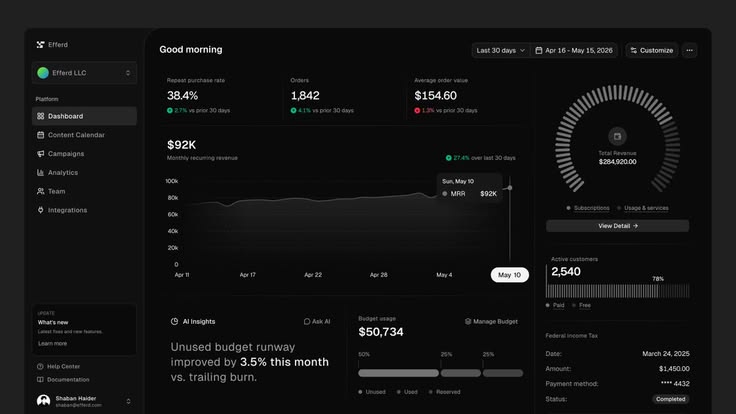 Efferd
Efferd LLC
Platform
Dashboard
Content Calendar
Campaigns
Analytics
Team
Integrations
UPDATE
What's new
Latest fixes and new features.
Learn more
Help Center
Documentation
Shaban Haider
shaban@efferd.com
Good morning
Last 30 days
Apr 16 - May 15, 2026
Customize
Repeat purchase rate
38.4%
2.7% vs prior 30 days
Orders
1,842
4.1% vs prior 30 days
Average order value
$154.60
1.3% vs prior 30 days
$92K
Monthly recurring revenue
27.4% over last 30 days
100k
80k
60k
40k
20k
0
Sun, May 10
MRR $92K
Apr 11 Apr 17 Apr 22 Apr 28 May 4 May 10
AI Insights
Ask AI
Unused budget runway
improved by 3.5% this month
vs. trailing burn.
Budget usage
$50,734
Manage Budget
50% 25% 25%
Unused Used Reserved
Total Revenue
$284,920.00
Subscriptions Usage & services
View Detail →
Active customers
2,540
78%
Paid Free
Federal Income Tax
Date: March 24, 2025
Amount: $1,450.00
Payment method: **** 4432
Status: Completed